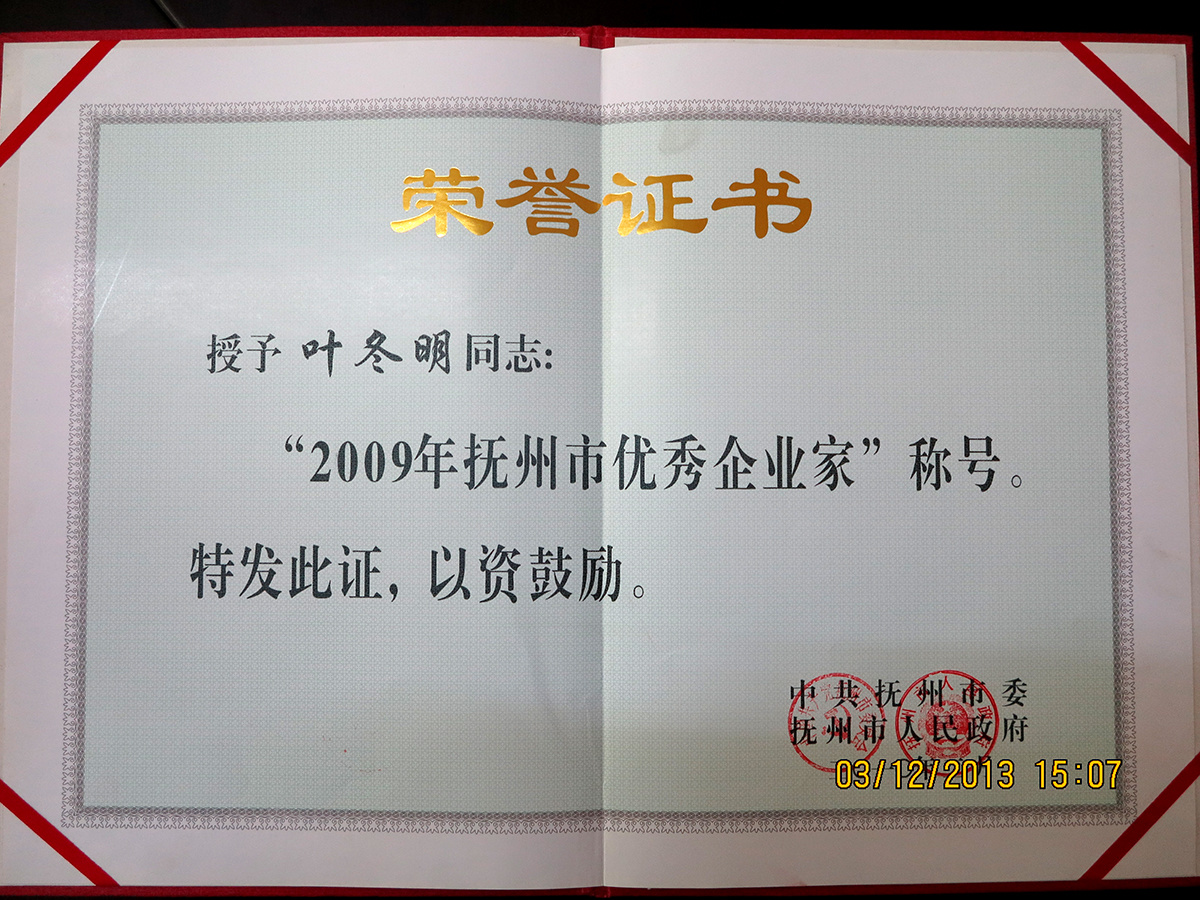 荣誉证书
授予 叶冬明 同志:
“2009年抚州市优秀企业家”称号。
特发此证，以资鼓励。
中共抚州市委
抚州市人民政府
03/12/2013 15:07